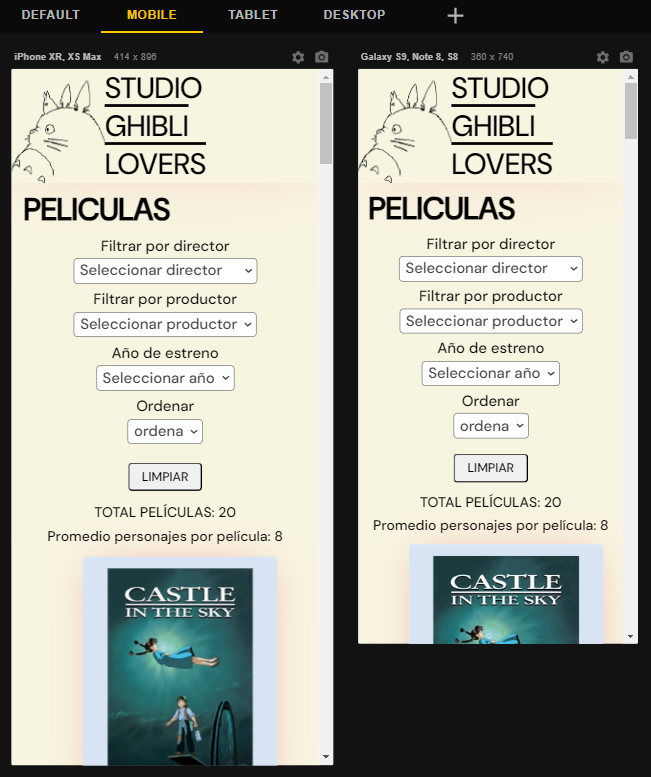 DEFAULT MOBILE TABLET DESKTOP
iPhone XR, XS Max 414 x 896
STUDIO
GHIBLI
LOVERS
PELICULAS
Filtrar por director
Seleccionar director
Filtrar por productor
Seleccionar productor
Año de estreno
Seleccionar año
Ordenar
ordena
LIMPIAR
TOTAL PELÍCULAS: 20
Promedio personajes por película: 8
CASTLE
IN THE SKY
Galaxy S9, Note 8, S8 360 x 740
STUDIO
GHIBLI
LOVERS
PELICULAS
Filtrar por director
Seleccionar director
Filtrar por productor
Seleccionar productor
Año de estreno
Seleccionar año
Ordenar
ordena
LIMPIAR
TOTAL PELÍCULAS: 20
Promedio personajes por película: 8
CASTLE
IN THE SKY